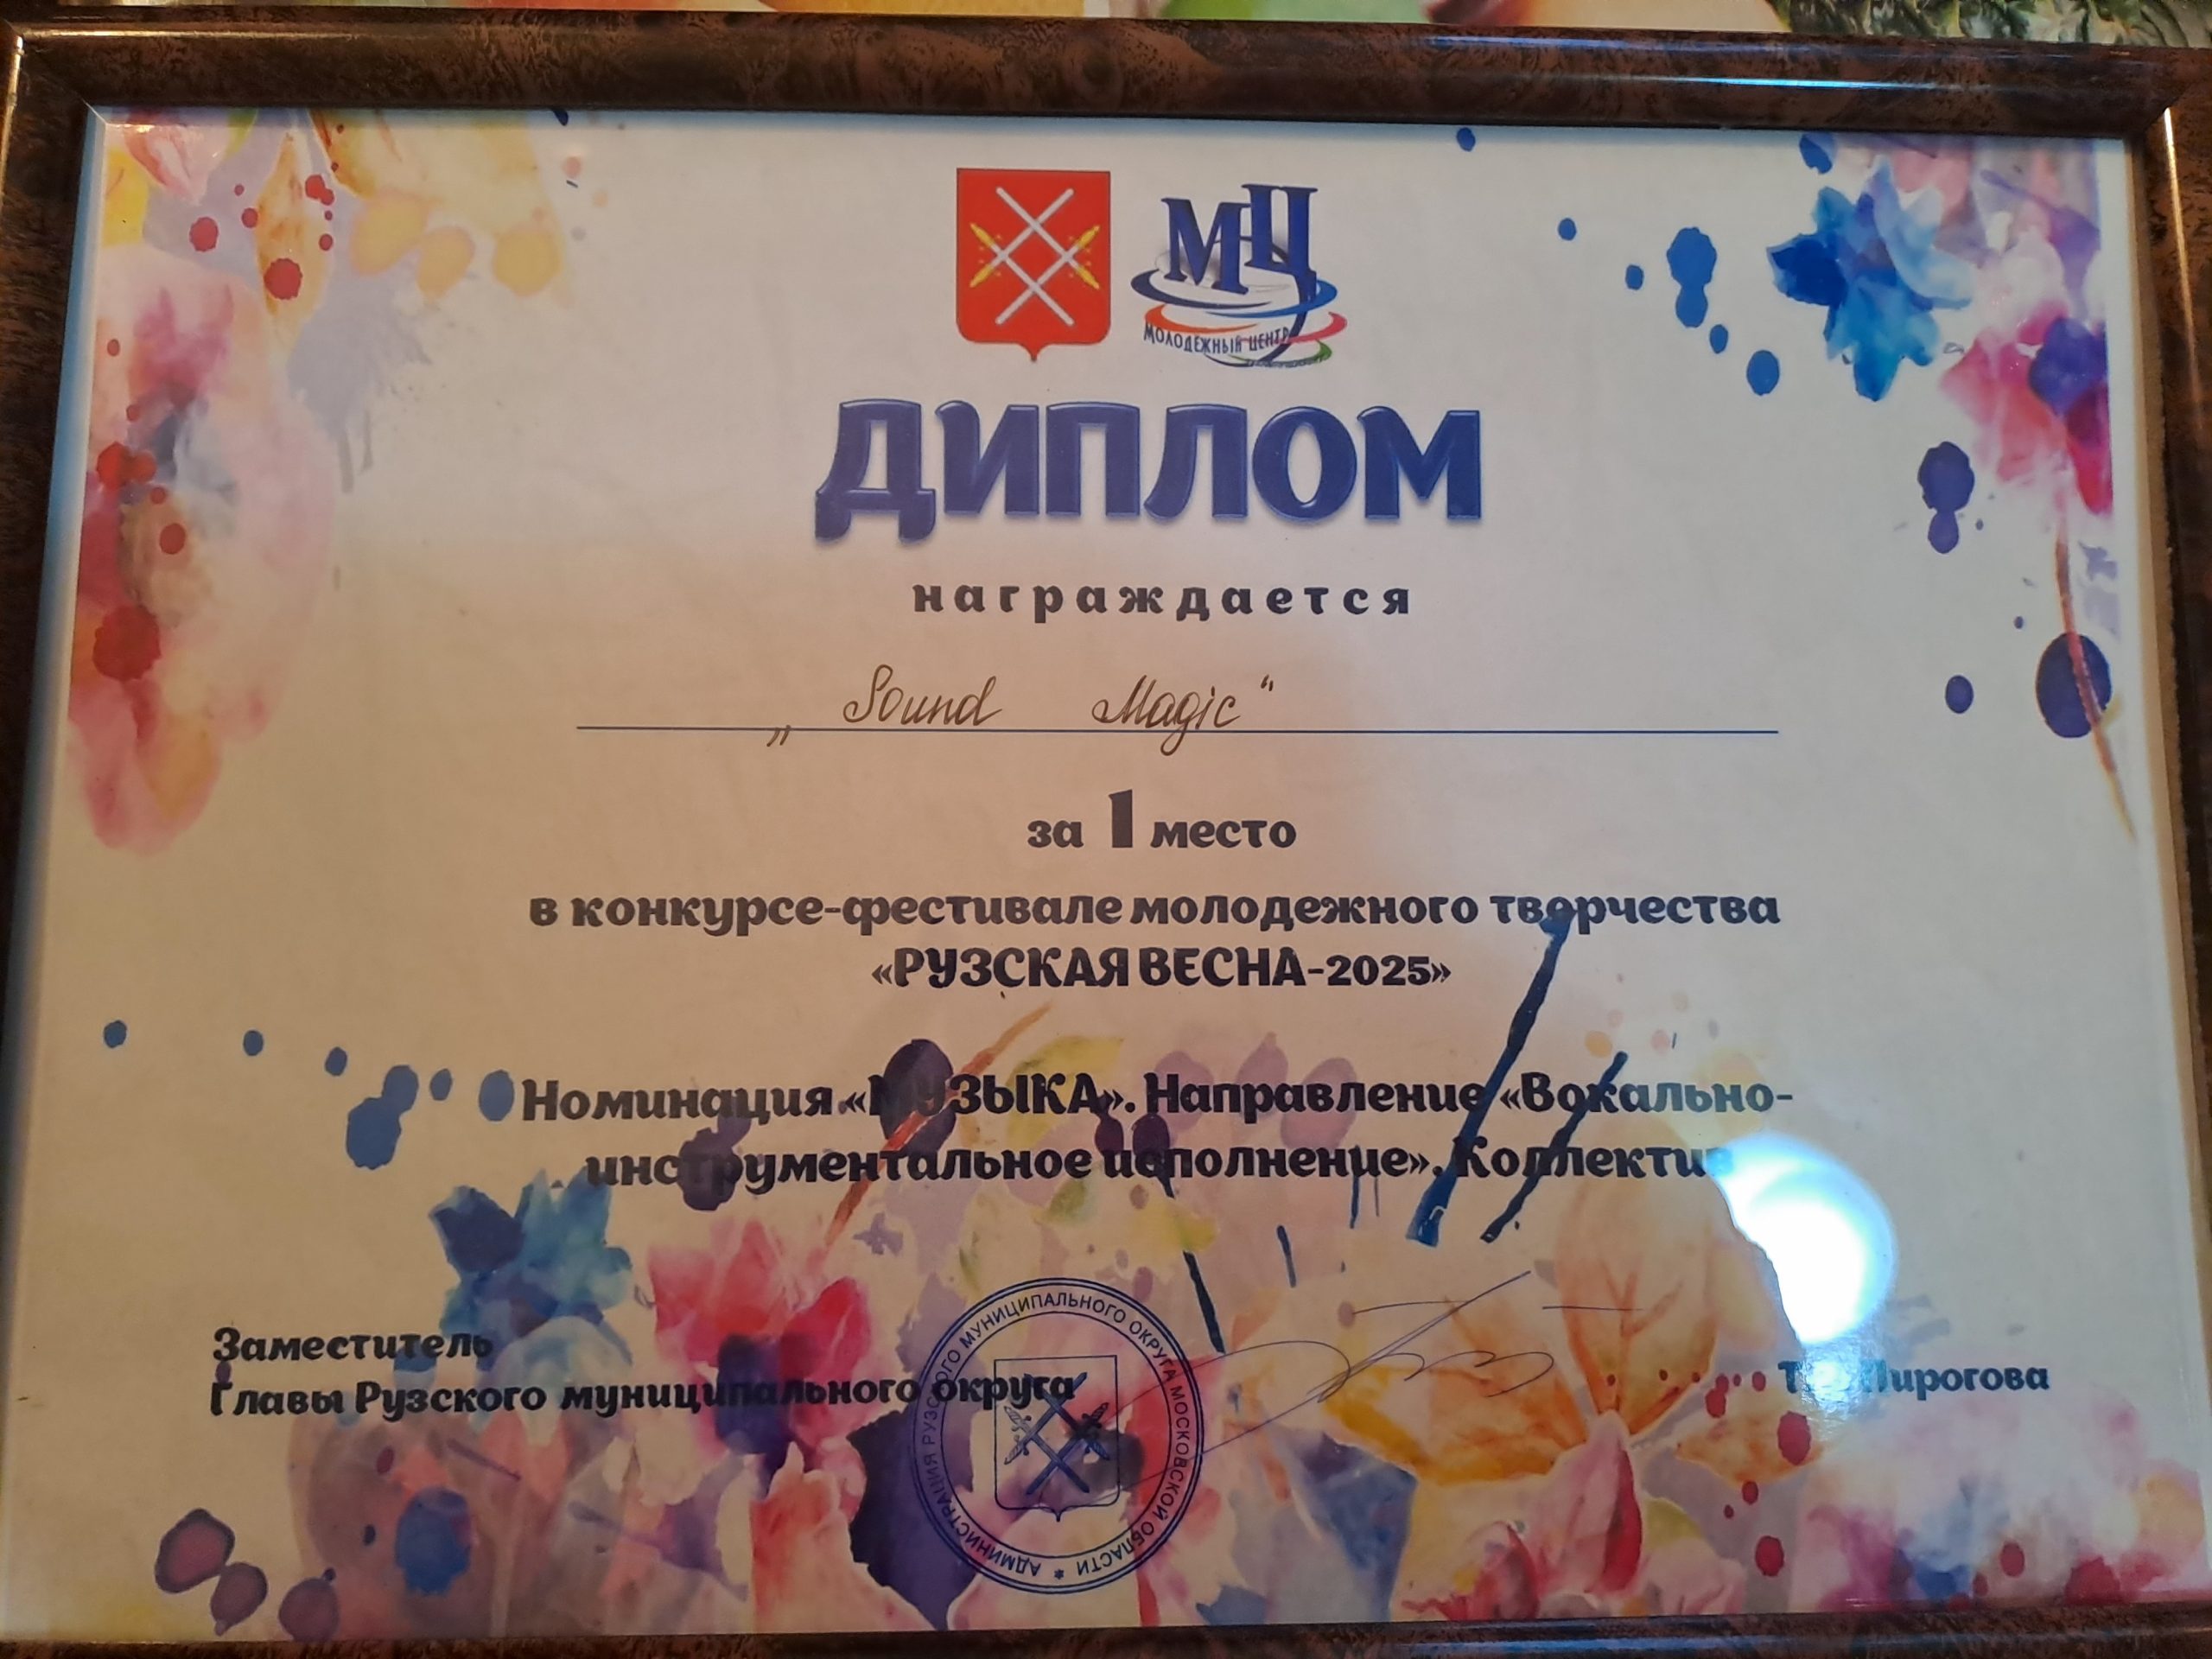 МЦ
МОЛОДЕЖНЫЙ ЦЕНТР
ДИПЛОМ
награждается
„ Sound Magic “
за 1 место
в конкурсе-фестивале молодежного творчества
«РУЗСКАЯ ВЕСНА-2025»
Номинация «МУЗЫКА». Направление «Вокально-
инструментальное исполнение». Коллектив
Заместитель
Главы Рузского муниципального округа
Пирогова
АДМИНИСТРАЦИЯ РУЗСКОГО МУНИЦИПАЛЬНОГО ОКРУГА МОСКОВСКОЙ ОБЛАСТИ *